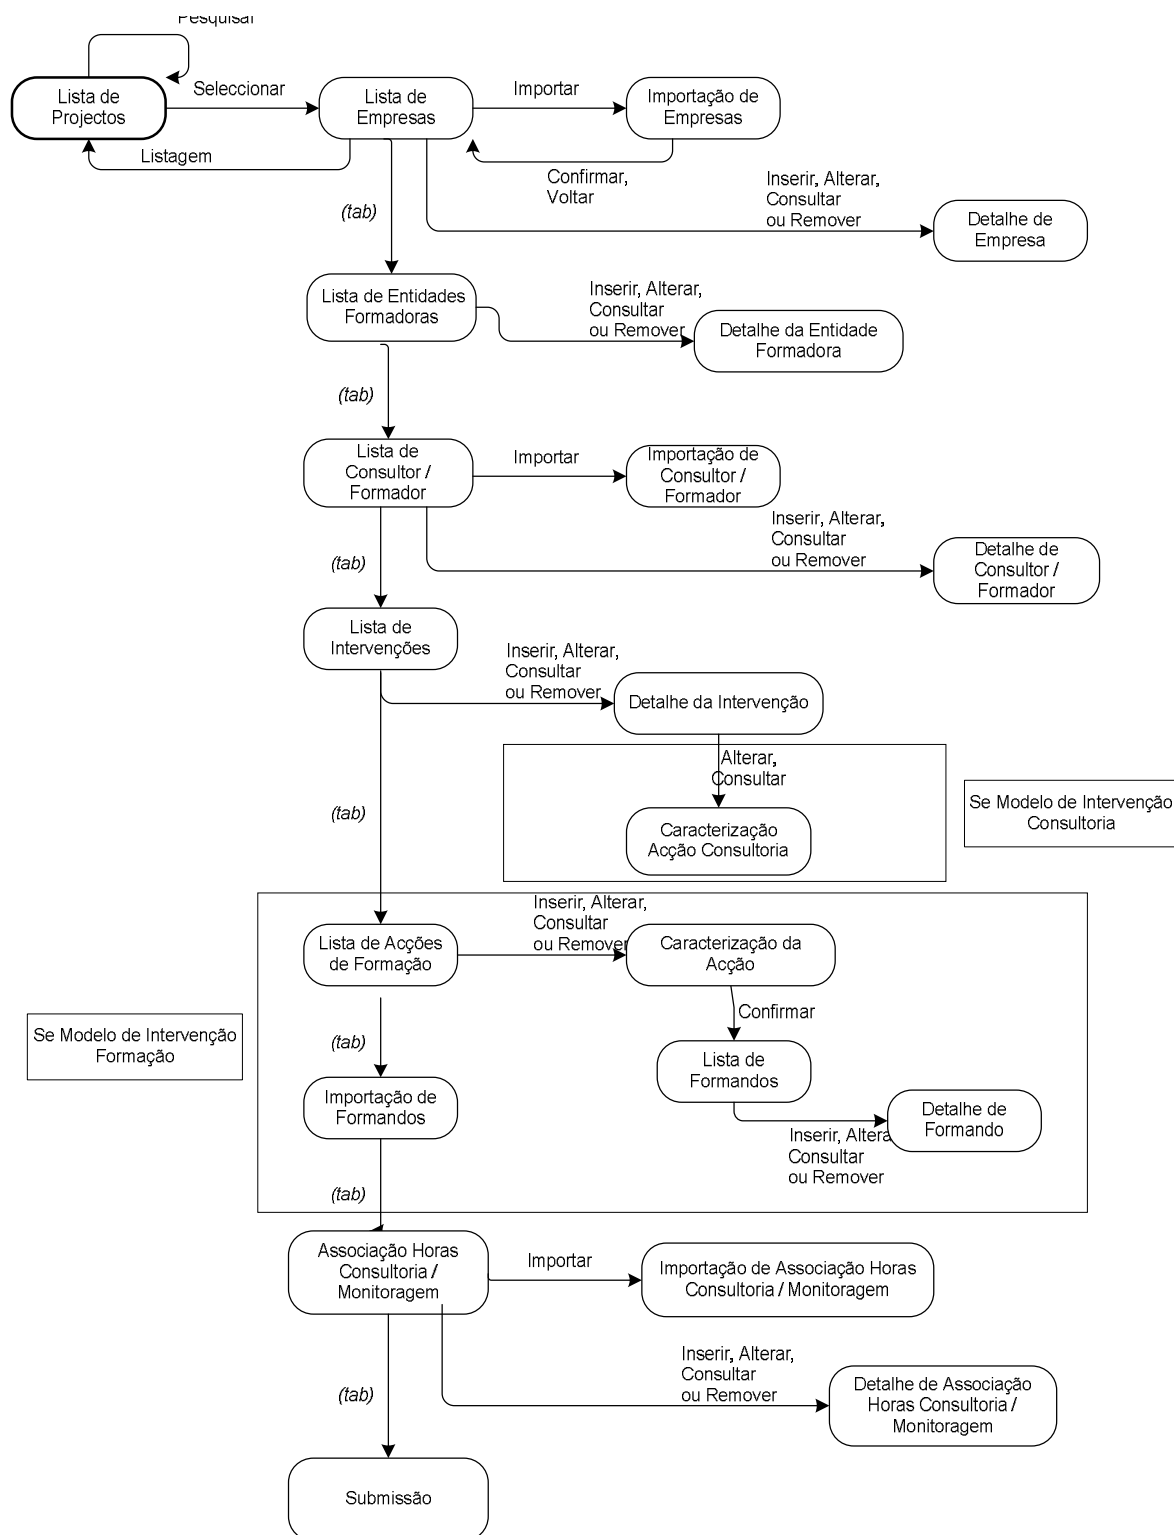 Pesquisar
Seleccionar
Importar
Lista de
Projectos
Lista de
Empresas
Importação de
Empresas
Listagem
Confirmar,
Voltar
Inserir, Alterar,
Consultar
ou Remover
(tab)
Detalhe de
Empresa
Lista de Entidades
Formadoras
Inserir, Alterar,
Consultar
ou Remover
Detalhe da Entidade
Formadora
(tab)
Lista de
Consultor /
Formador
Importar
Importação de
Consultor /
Formador
Inserir, Alterar,
Consultar
ou Remover
(tab)
Detalhe de
Consultor /
Formador
Lista de
Intervenções
Inserir, Alterar,
Consultar
ou Remover
Detalhe da Intervenção
Alterar,
Consultar
(tab)
Caracterização
Acção Consultoria
Se Modelo de Intervenção
Consultoria
Inserir, Alterar,
Consultar
ou Remover
Lista de Acções
de Formação
Caracterização da
Acção
Confirmar
Se Modelo de Intervenção
Formação
(tab)
Lista de
Formandos
Importação de
Formandos
Detalhe de
Formando
Inserir, Altera
Consultar
ou Remover
(tab)
Associação Horas
Consultoria /
Monitoragem
Importar
Importação de Associação Horas
Consultoria / Monitoragem
Inserir, Alterar,
Consultar
ou Remover
(tab)
Detalhe de Associação
Horas Consultoria /
Monitoragem
Submissão